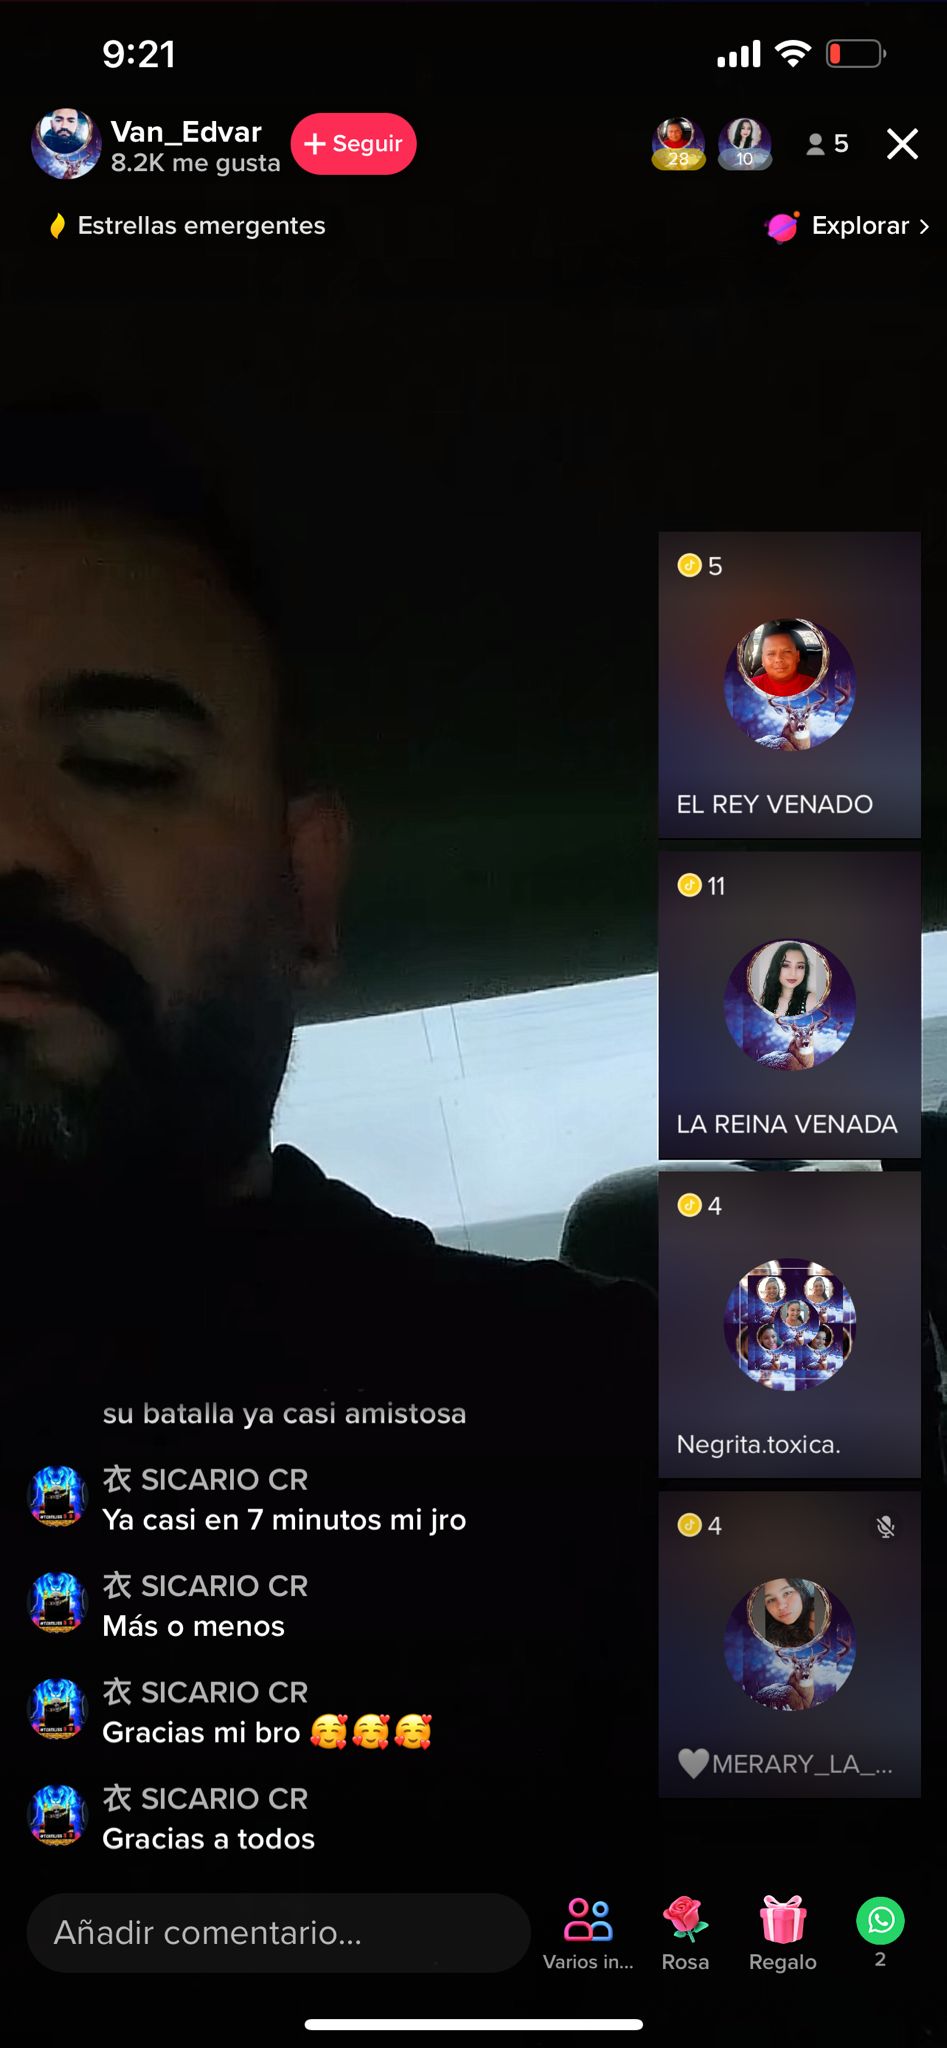 9:21
Van_Edvar
8.2K me gusta
+ Seguir
28
10
5
Estrellas emergentes
Explorar >
5
EL REY VENADO
11
LA REINA VENADA
4
Negrita.toxica.
4
🤍MERARY_LA_...
su batalla ya casi amistosa
衣 SICARIO CR
Ya casi en 7 minutos mi jro
衣 SICARIO CR
Más o menos
衣 SICARIO CR
Gracias mi bro 🥰🥰🥰
衣 SICARIO CR
Gracias a todos
Añadir comentario...
Varios in...
Rosa
Regalo
2